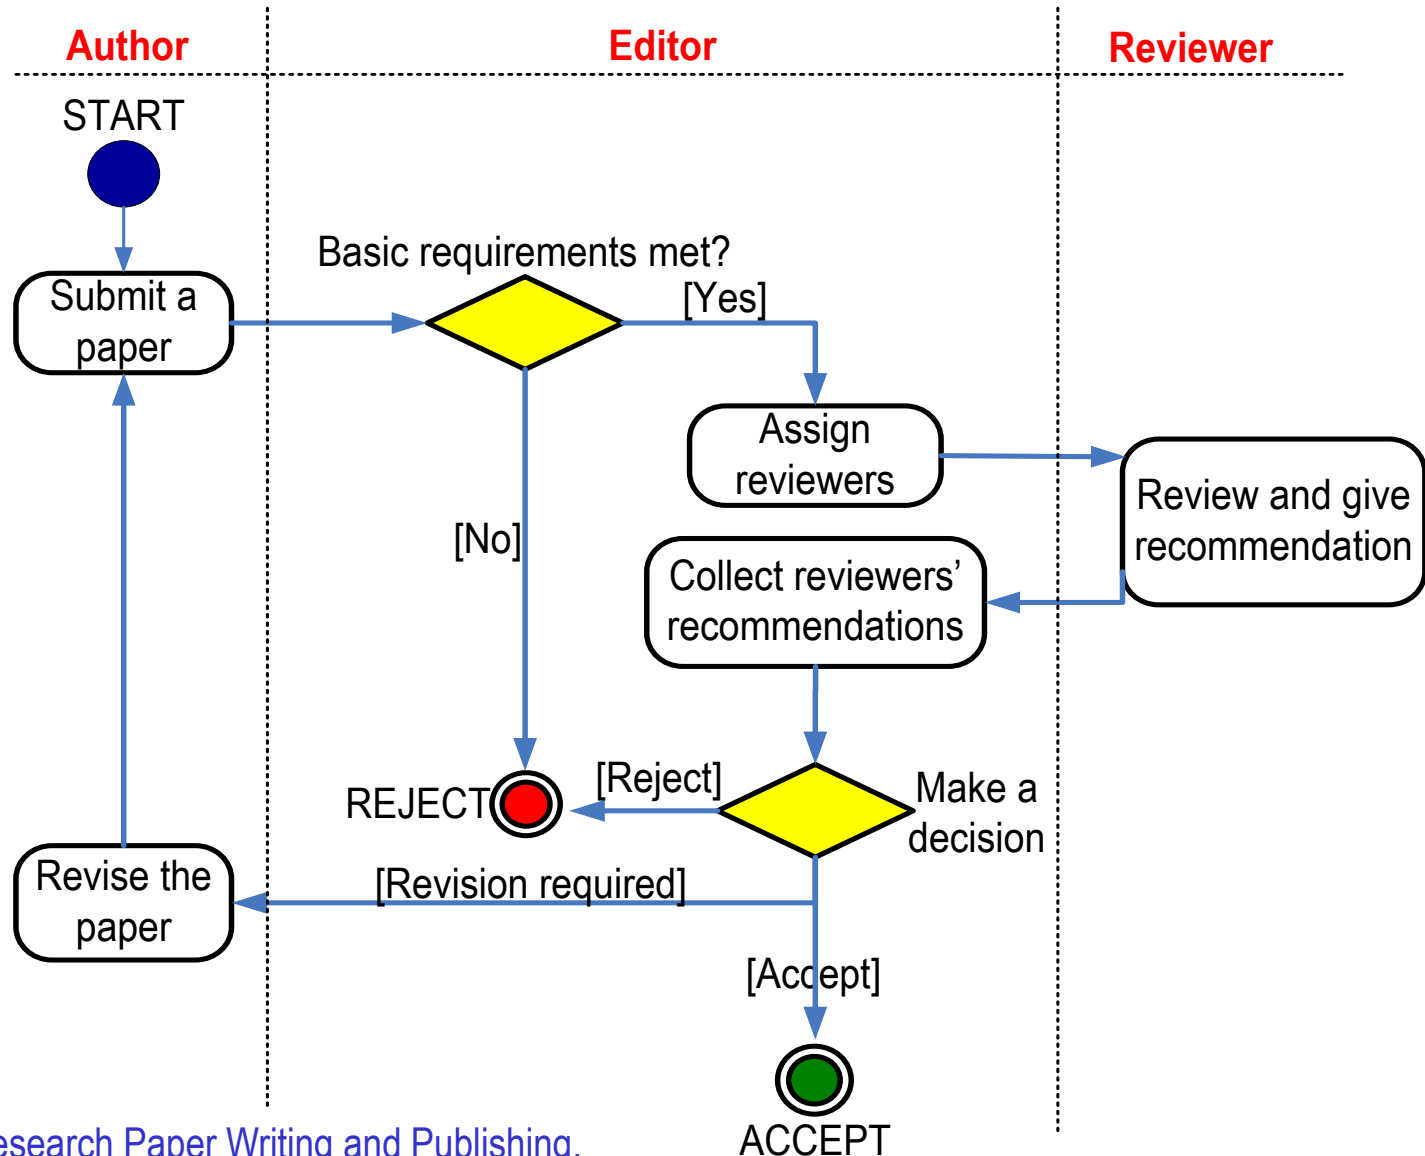 Author
Editor
Reviewer
START
Basic requirements met?
[Yes]
Submit a
paper
Assign
reviewers
Review and give
recommendation
[No]
Collect reviewers’
recommendations
[Reject]
REJECT
Make a
decision
Revise the
paper
[Revision required]
[Accept]
ACCEPT
Paper Writing and Publishing.